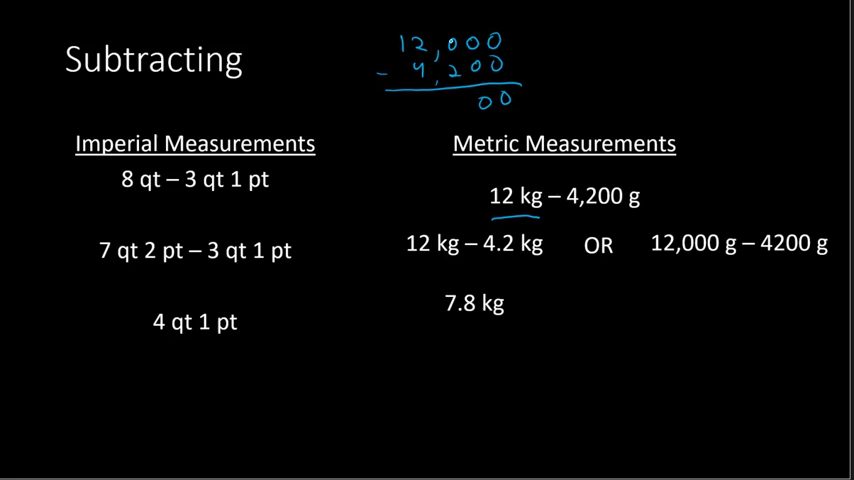 Subtracting
12,000
- 4,200
00
Imperial Measurements
8 qt – 3 qt 1 pt
7 qt 2 pt – 3 qt 1 pt
4 qt 1 pt
Metric Measurements
12 kg – 4,200 g
12 kg – 4.2 kg OR 12,000 g – 4200 g
7.8 kg